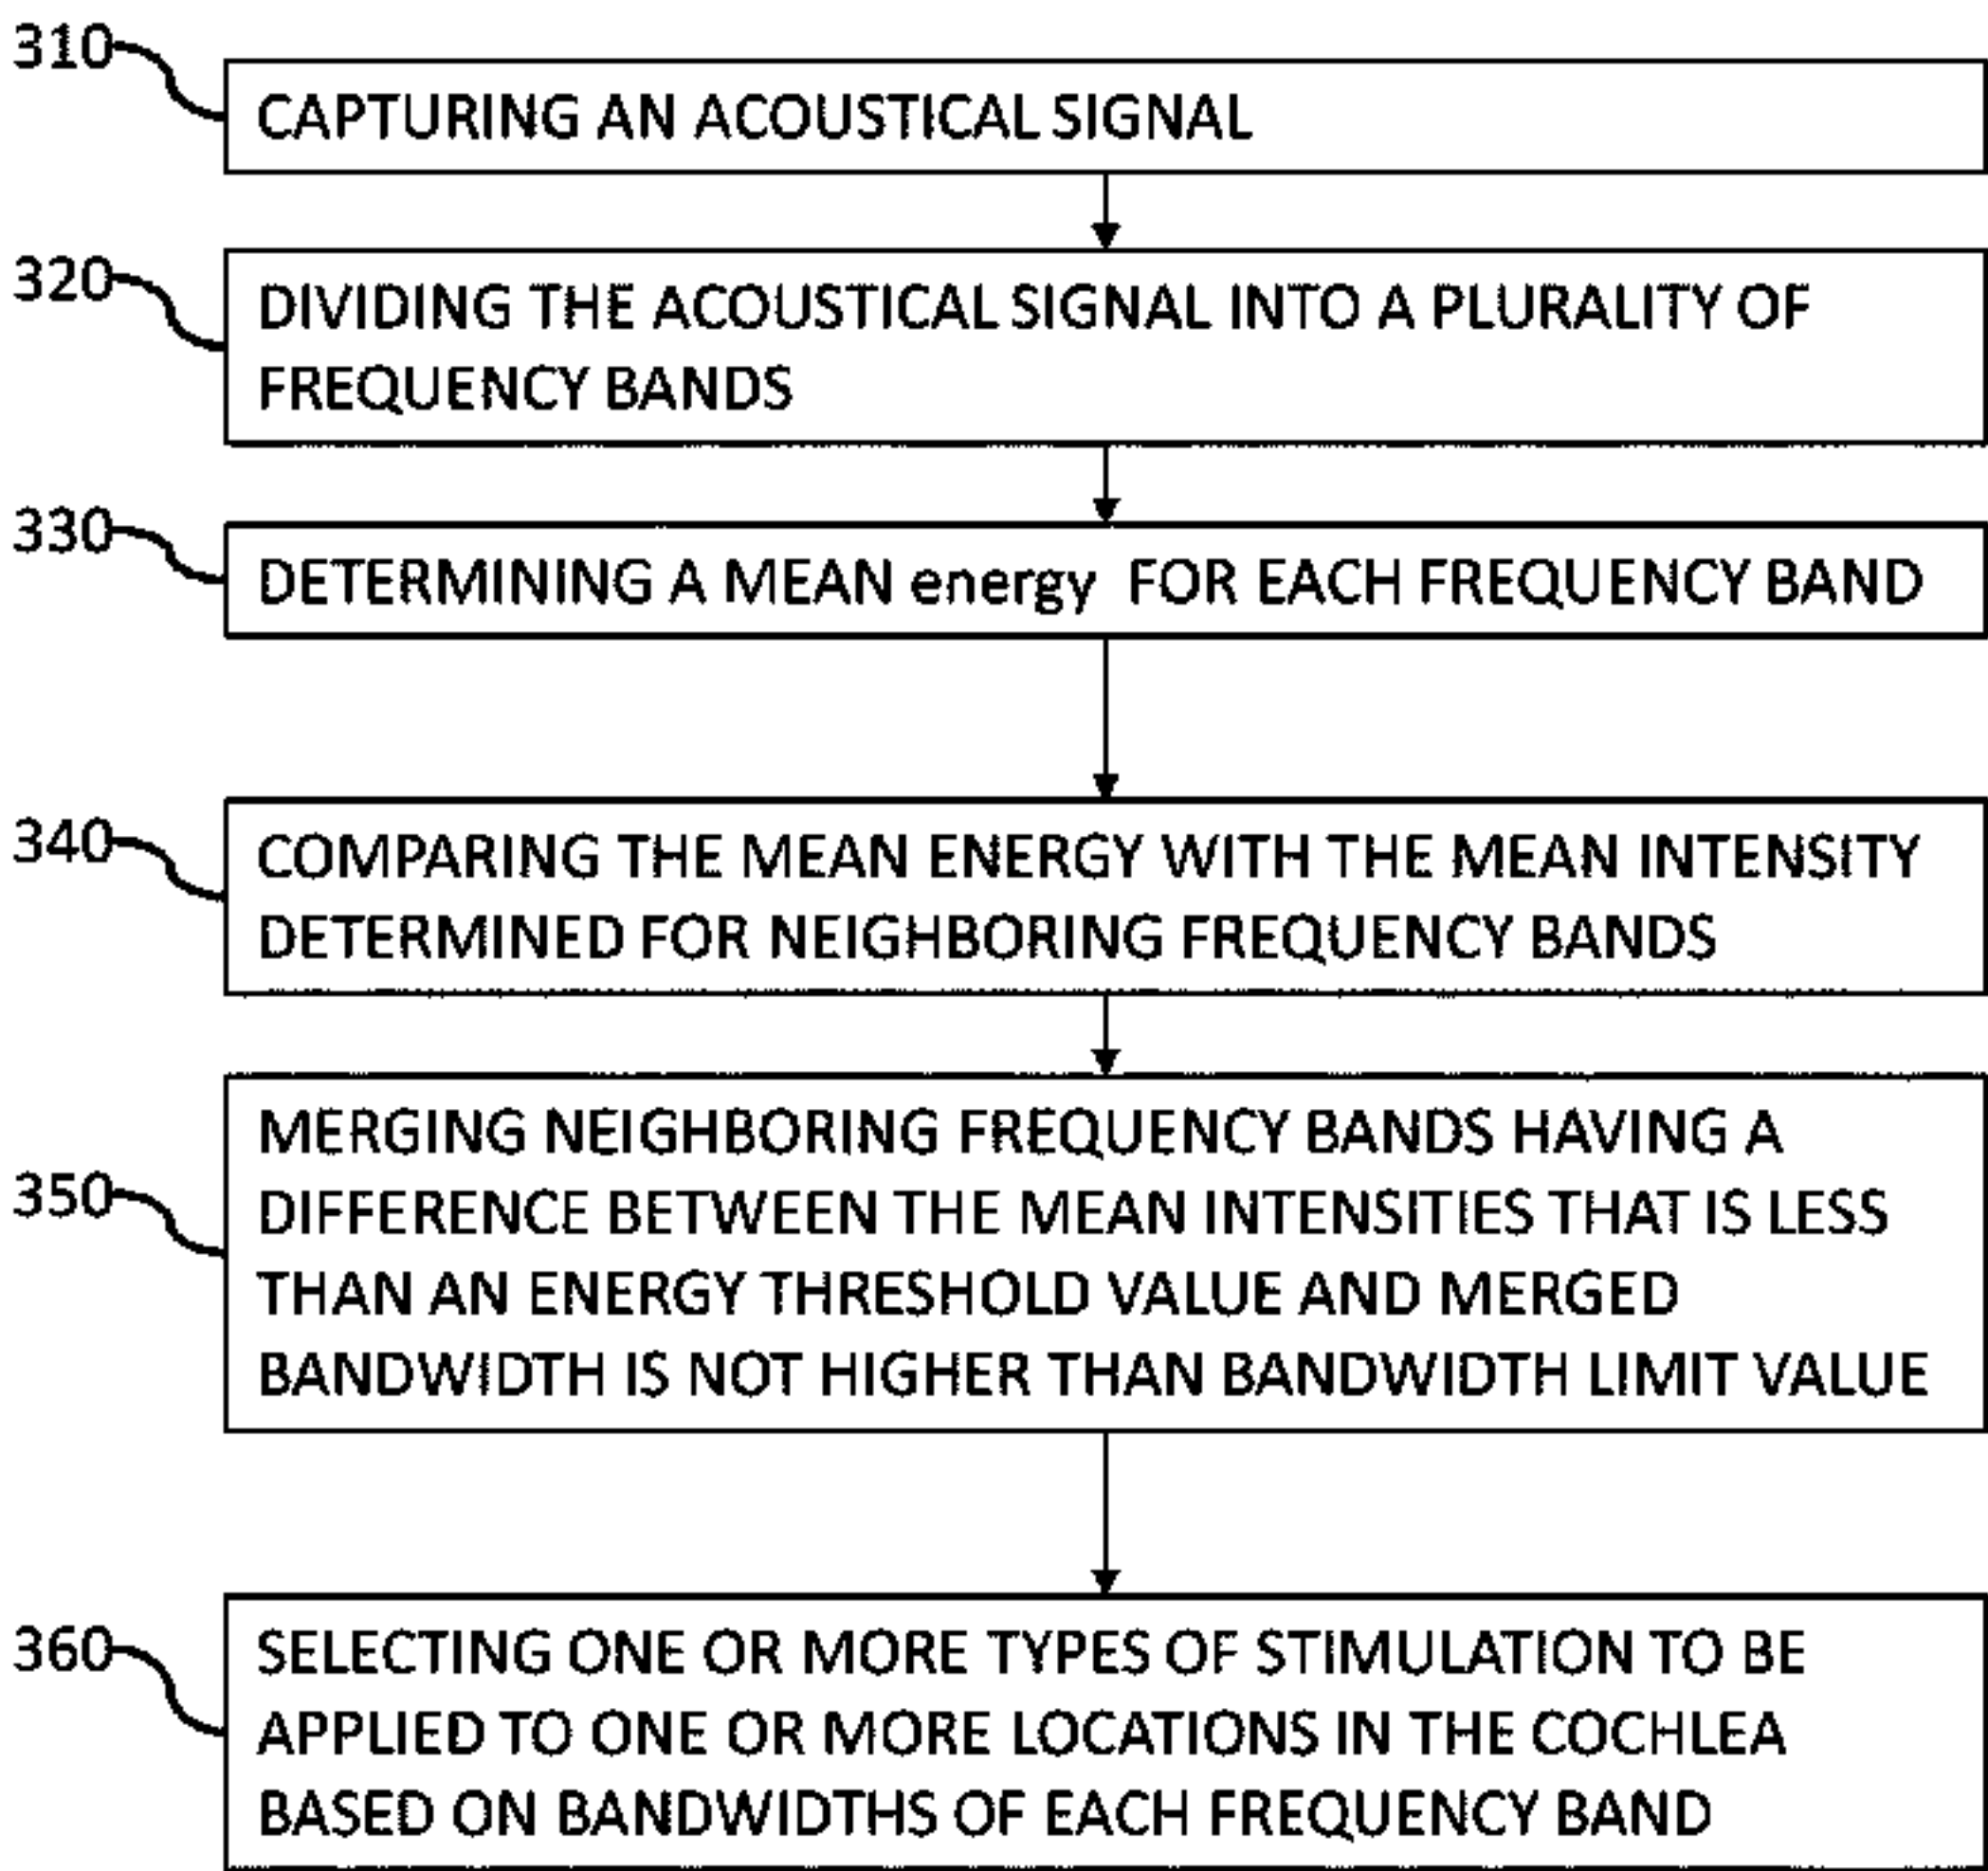 310
CAPTURING AN ACOUSTICAL SIGNAL
320
DIVIDING THE ACOUSTICAL SIGNAL INTO A PLURALITY OF
FREQUENCY BANDS
330
DETERMINING A MEAN energy FOR EACH FREQUENCY BAND
340
COMPARING THE MEAN ENERGY WITH THE MEAN INTENSITY
DETERMINED FOR NEIGHBORING FREQUENCY BANDS
350
MERGING NEIGHBORING FREQUENCY BANDS HAVING A
DIFFERENCE BETWEEN THE MEAN INTENSITIES THAT IS LESS
THAN AN ENERGY THRESHOLD VALUE AND MERGED
BANDWIDTH IS NOT HIGHER THAN BANDWIDTH LIMIT VALUE
360
SELECTING ONE OR MORE TYPES OF STIMULATION TO BE
APPLIED TO ONE OR MORE LOCATIONS IN THE COCHLEA
BASED ON BANDWIDTHS OF EACH FREQUENCY BAND